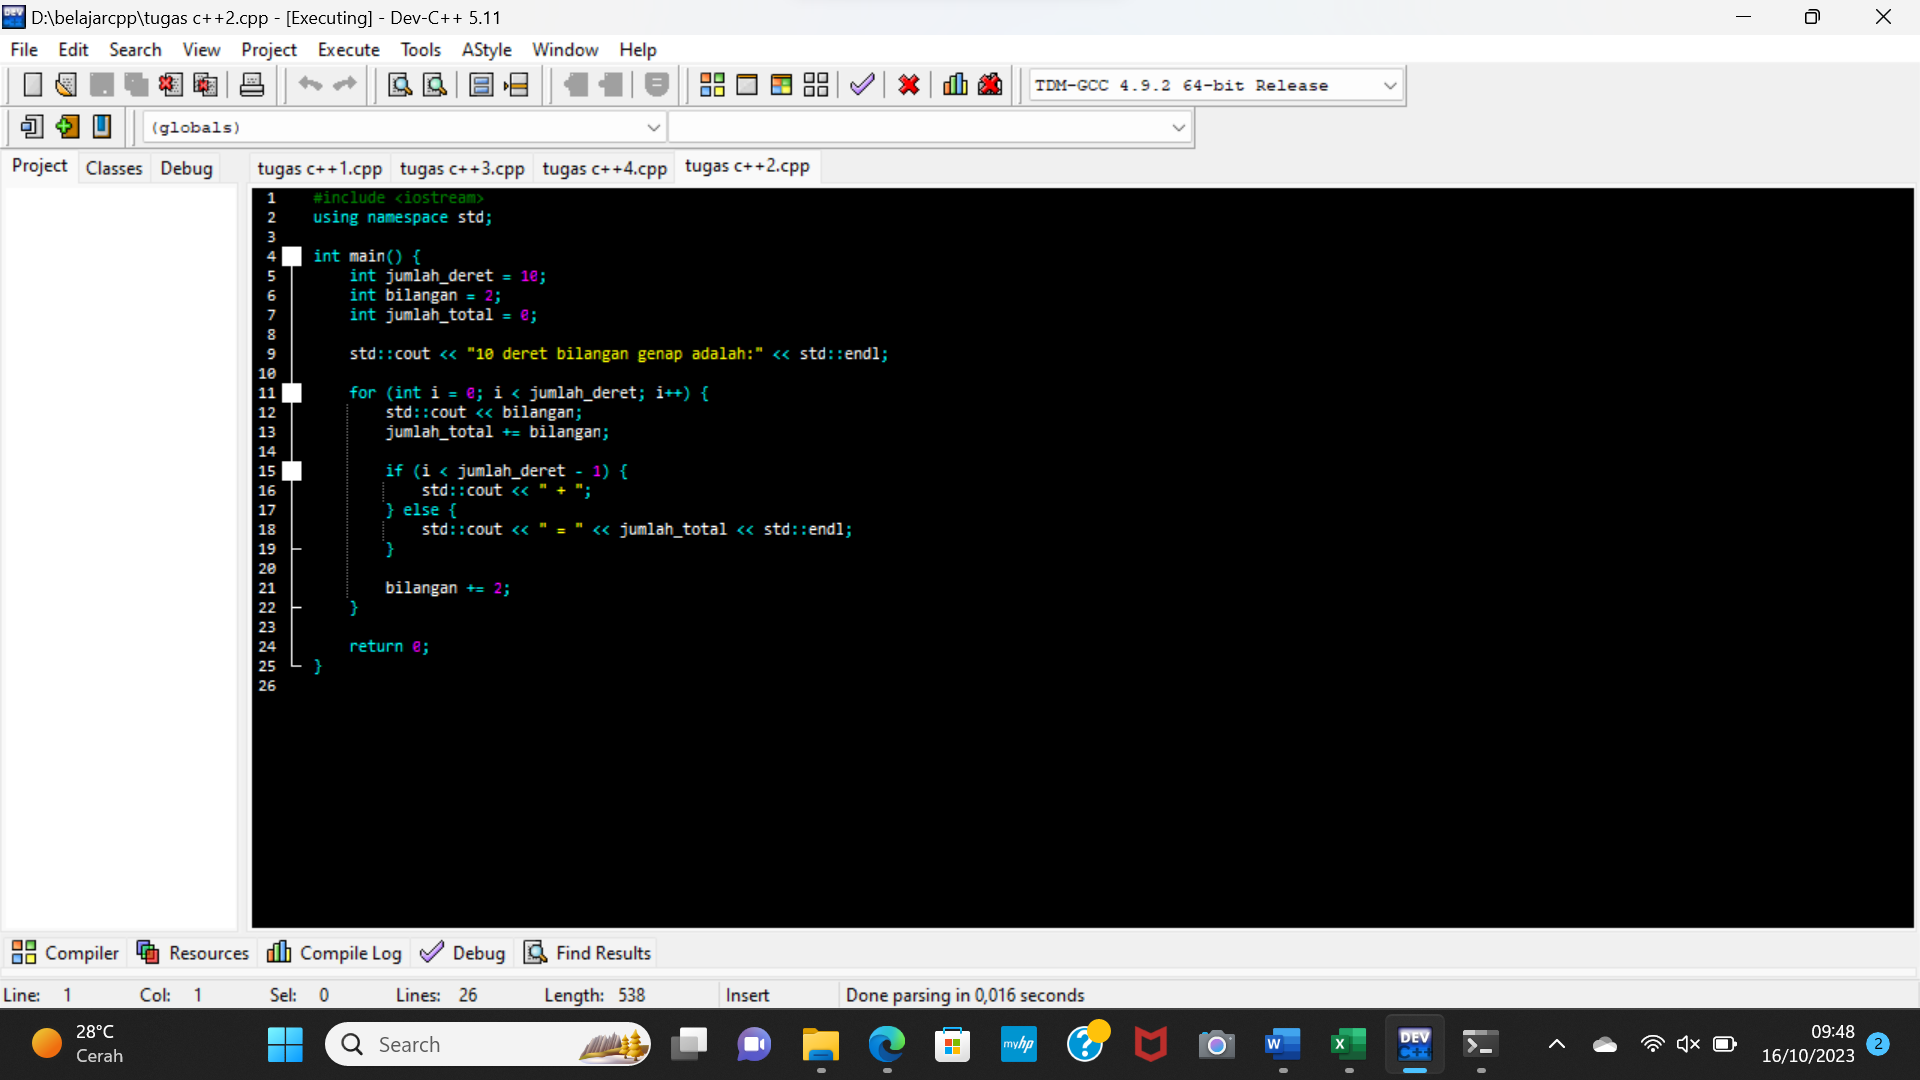 D:\belajarcpp\tugas c++2.cpp - [Executing] - Dev-C++ 5.11
File Edit Search View Project Execute Tools AStyle Window Help
TDM-GCC 4.9.2 64-bit Release
(globals)
Project Classes Debug tugas c++1.cpp tugas c++3.cpp tugas c++4.cpp tugas c++2.cpp
1 #include <iostream>
2 using namespace std;
3
4 int main() {
5 int jumlah_deret = 10;
6 int bilangan = 2;
7 int jumlah_total = 0;
8
9 std::cout << "10 deret bilangan genap adalah:" << std::endl;
10
11 for (int i = 0; i < jumlah_deret; i++) {
12 std::cout << bilangan;
13 jumlah_total += bilangan;
14
15 if (i < jumlah_deret - 1) {
16 std::cout << " + ";
17 } else {
18 std::cout << " = " << jumlah_total << std::endl;
19 }
20
21 bilangan += 2;
22 }
23
24 return 0;
25 }
26
Compiler Resources Compile Log Debug Find Results
Line: 1 Col: 1 Sel: 0 Lines: 26 Length: 538 Insert Done parsing in 0,016 seconds
28°C
Cerah
Search
myhp
DEV
C++
09:48
16/10/2023
2